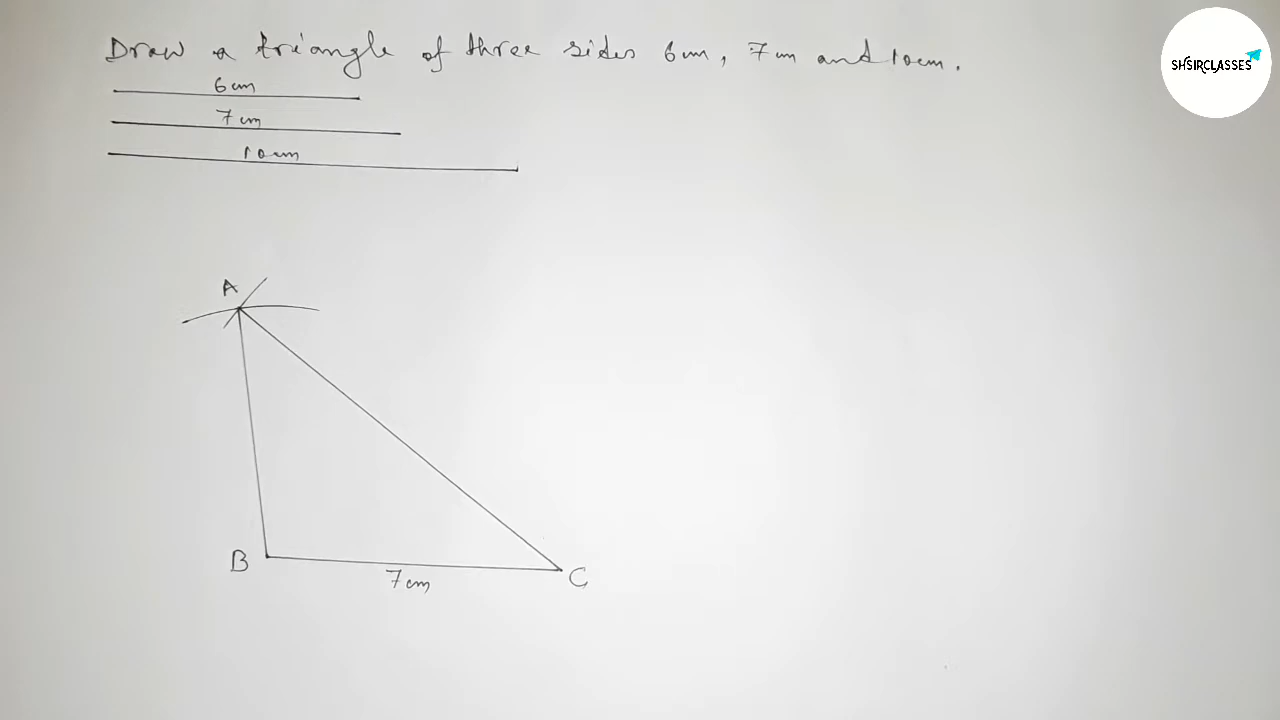 Draw a triangle of three sides 6cm, 7cm and 10cm.
SHSIRCLASSES
6cm
7cm
10cm
A
B
C
7cm